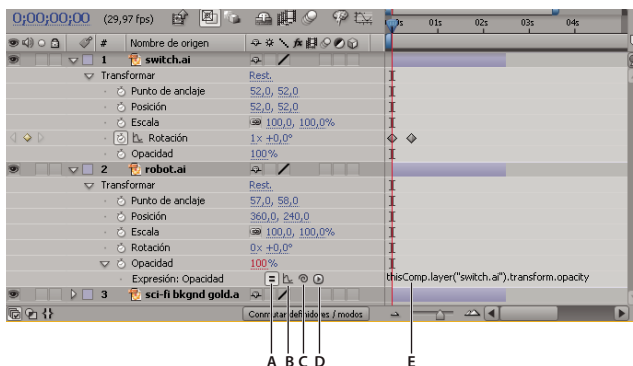 0;00;00;00 (29,97 fps) 01s 02s 03s 04s
# Nombre de origen
1 switch.ai
Transformar Rest.
Punto de anclaje 52,0, 52,0
Posición 52,0, 52,0
Escala 100,0, 100,0%
Rotación 1x +0,0°
Opacidad 100%
2 robot.ai
Transformar Rest.
Punto de anclaje 57,0, 58,0
Posición 360,0, 240,0
Escala 100,0, 100,0%
Rotación 0x +0,0°
Opacidad 100%
Expresión: Opacidad thisComp.layer("switch.ai").transform.opacity
3 sci-fi bkgnd gold.a
Conmutar definidores / modos
A B C D E